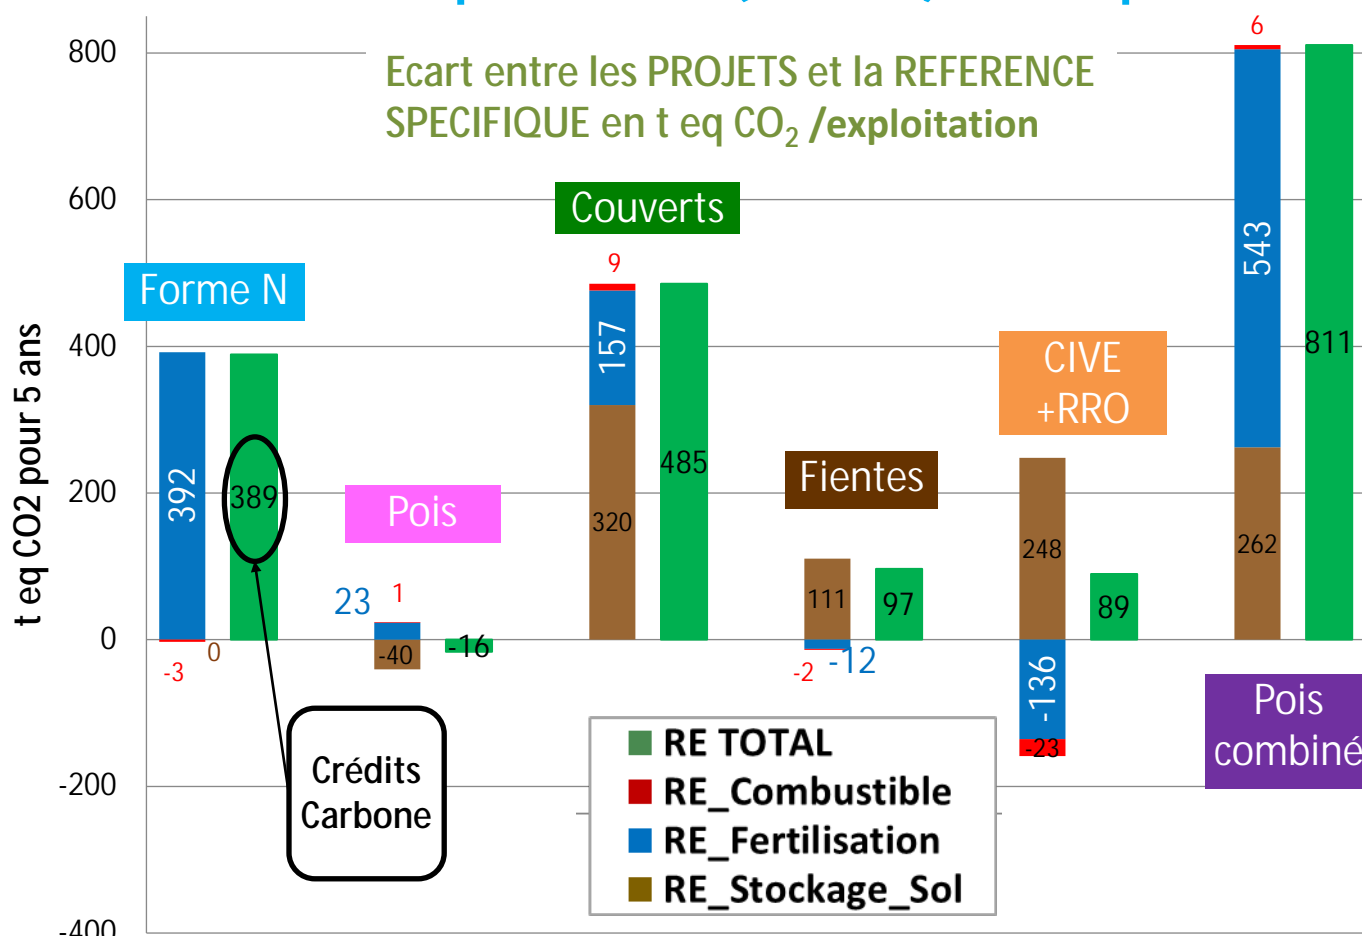 Ecart entre les PROJETS et la REFERENCE
SPECIFIQUE en t eq CO₂ /exploitation
t eq CO2 pour 5 ans
800
600
400
200
0
-200
-400
Forme N
392
389
-3
0
Pois
23
1
-40
-16
Couverts
9
157
320
485
Fientes
111
97
-2
-12
CIVE
+RRO
248
89
-136
-23
6
543
262
811
Pois
combiné
Crédits
Carbone
RE TOTAL
RE_Combustible
RE_Fertilisation
RE_Stockage_Sol